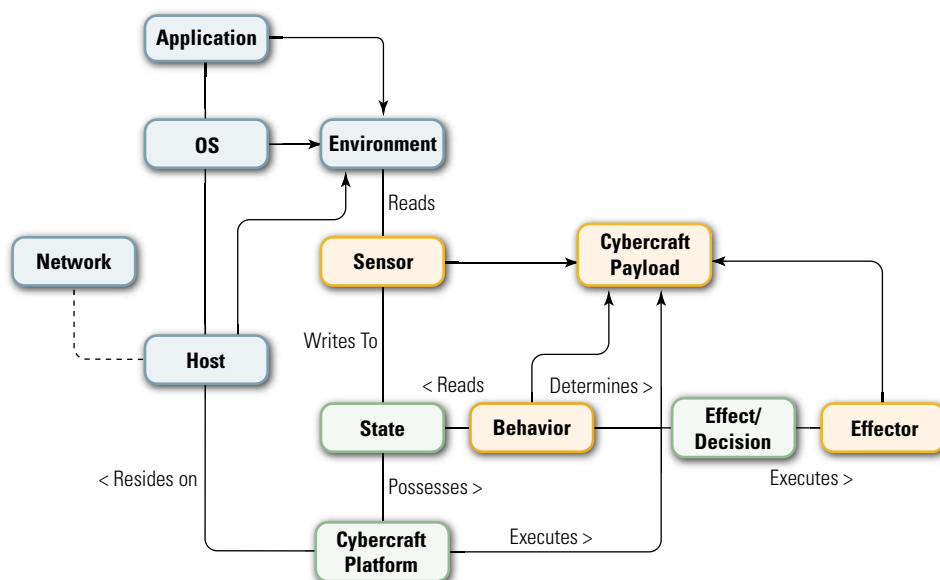 Application
OS
Environment
Reads
Network
Sensor
Cybercraft
Payload
Host
Writes To
< Reads
Determines >
State
Behavior
Effect/
Decision
Effector
< Resides on
Possesses >
Executes >
Cybercraft
Platform
Executes >